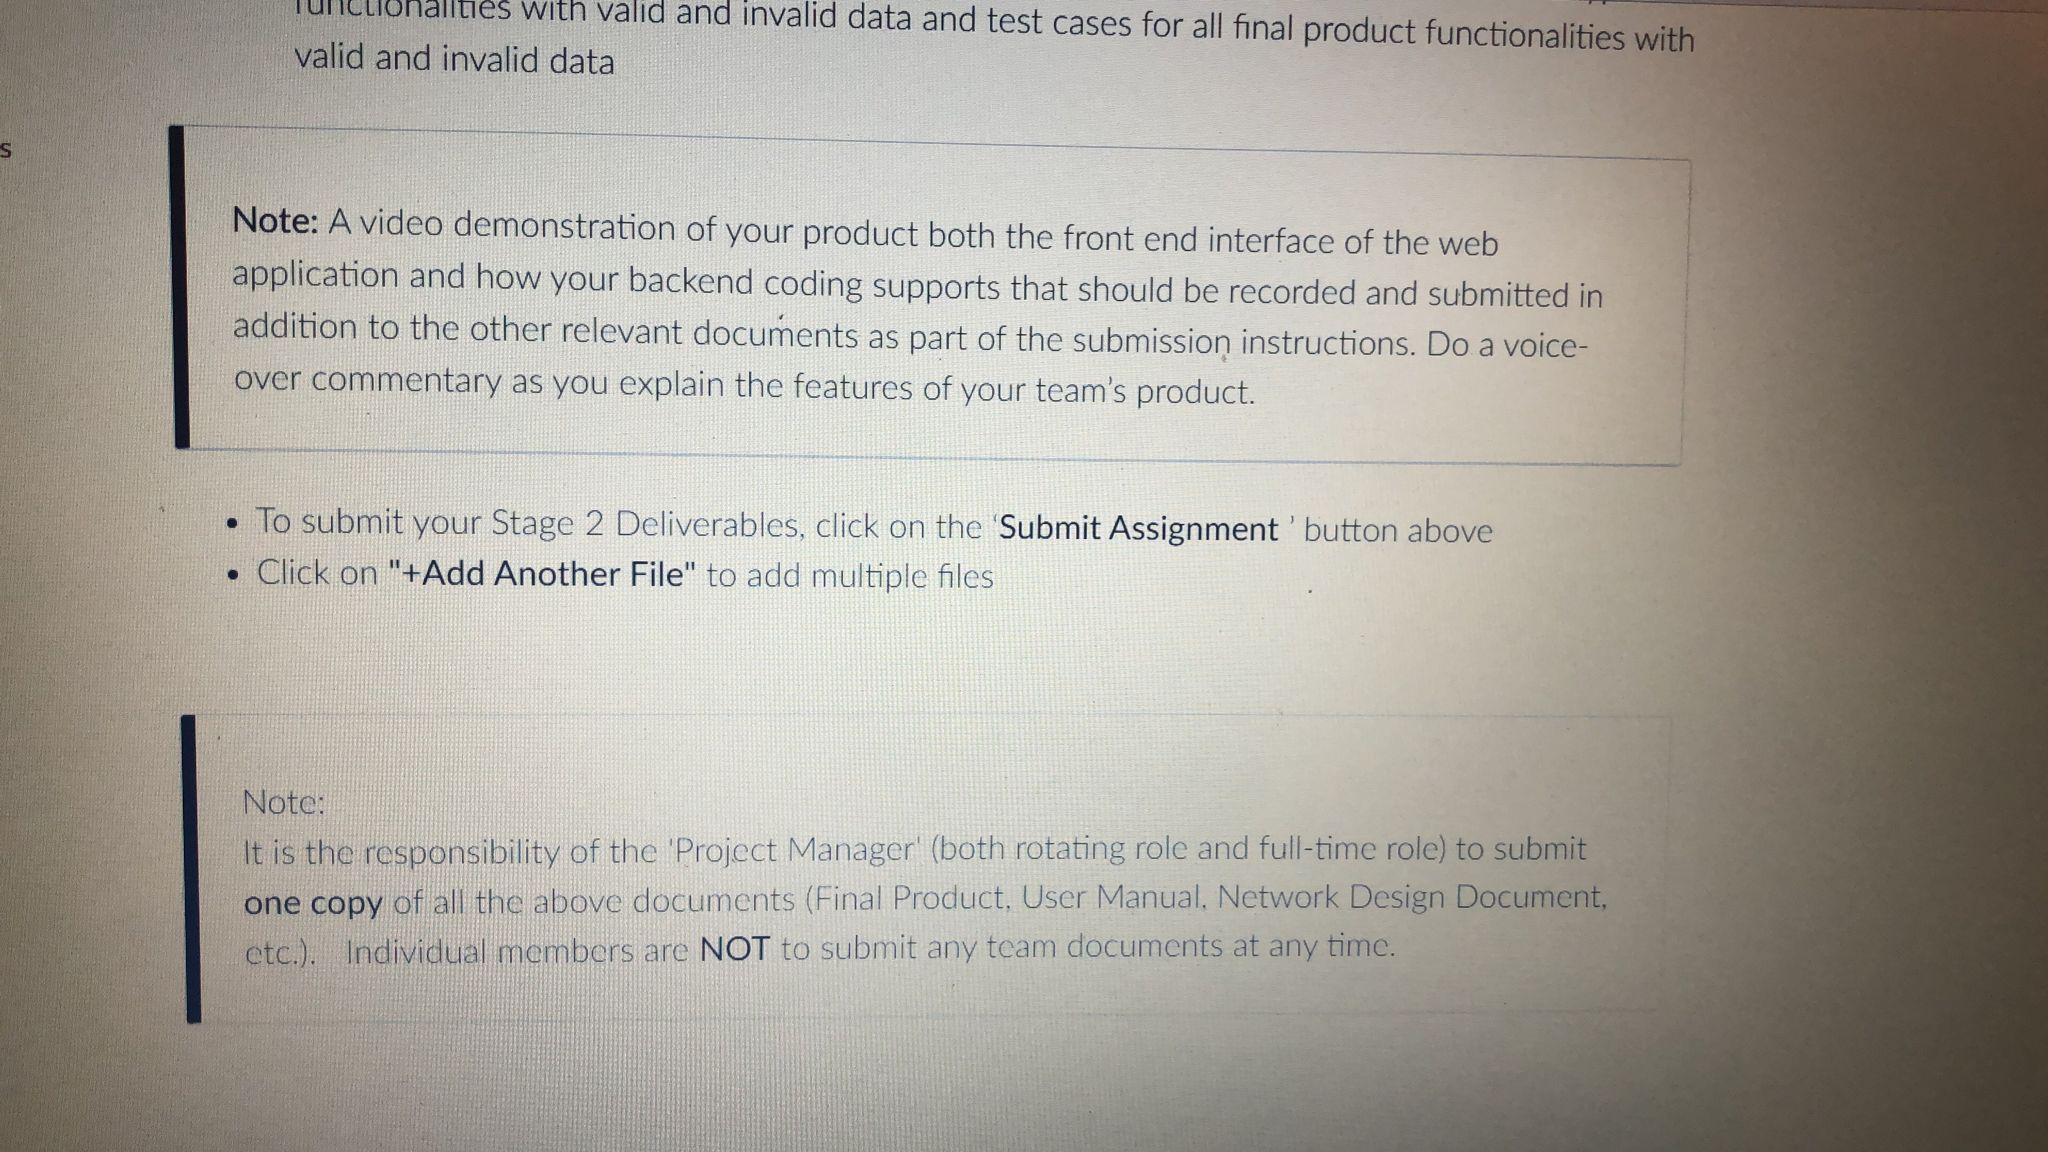 functionalities with valid and invalid data and test cases for all final product functionalities with
valid and invalid data
s
Note: A video demonstration of your product both the front end interface of the web
application and how your backend coding supports that should be recorded and submitted in
addition to the other relevant documents as part of the submission instructions. Do a voice-
over commentary as you explain the features of your team's product.
• To submit your Stage 2 Deliverables, click on the 'Submit Assignment ' button above
• Click on "+Add Another File" to add multiple files
Note:
It is the responsibility of the 'Project Manager' (both rotating role and full-time role) to submit
one copy of all the above documents (Final Product, User Manual, Network Design Document,
etc.). Individual members are NOT to submit any team documents at any time.